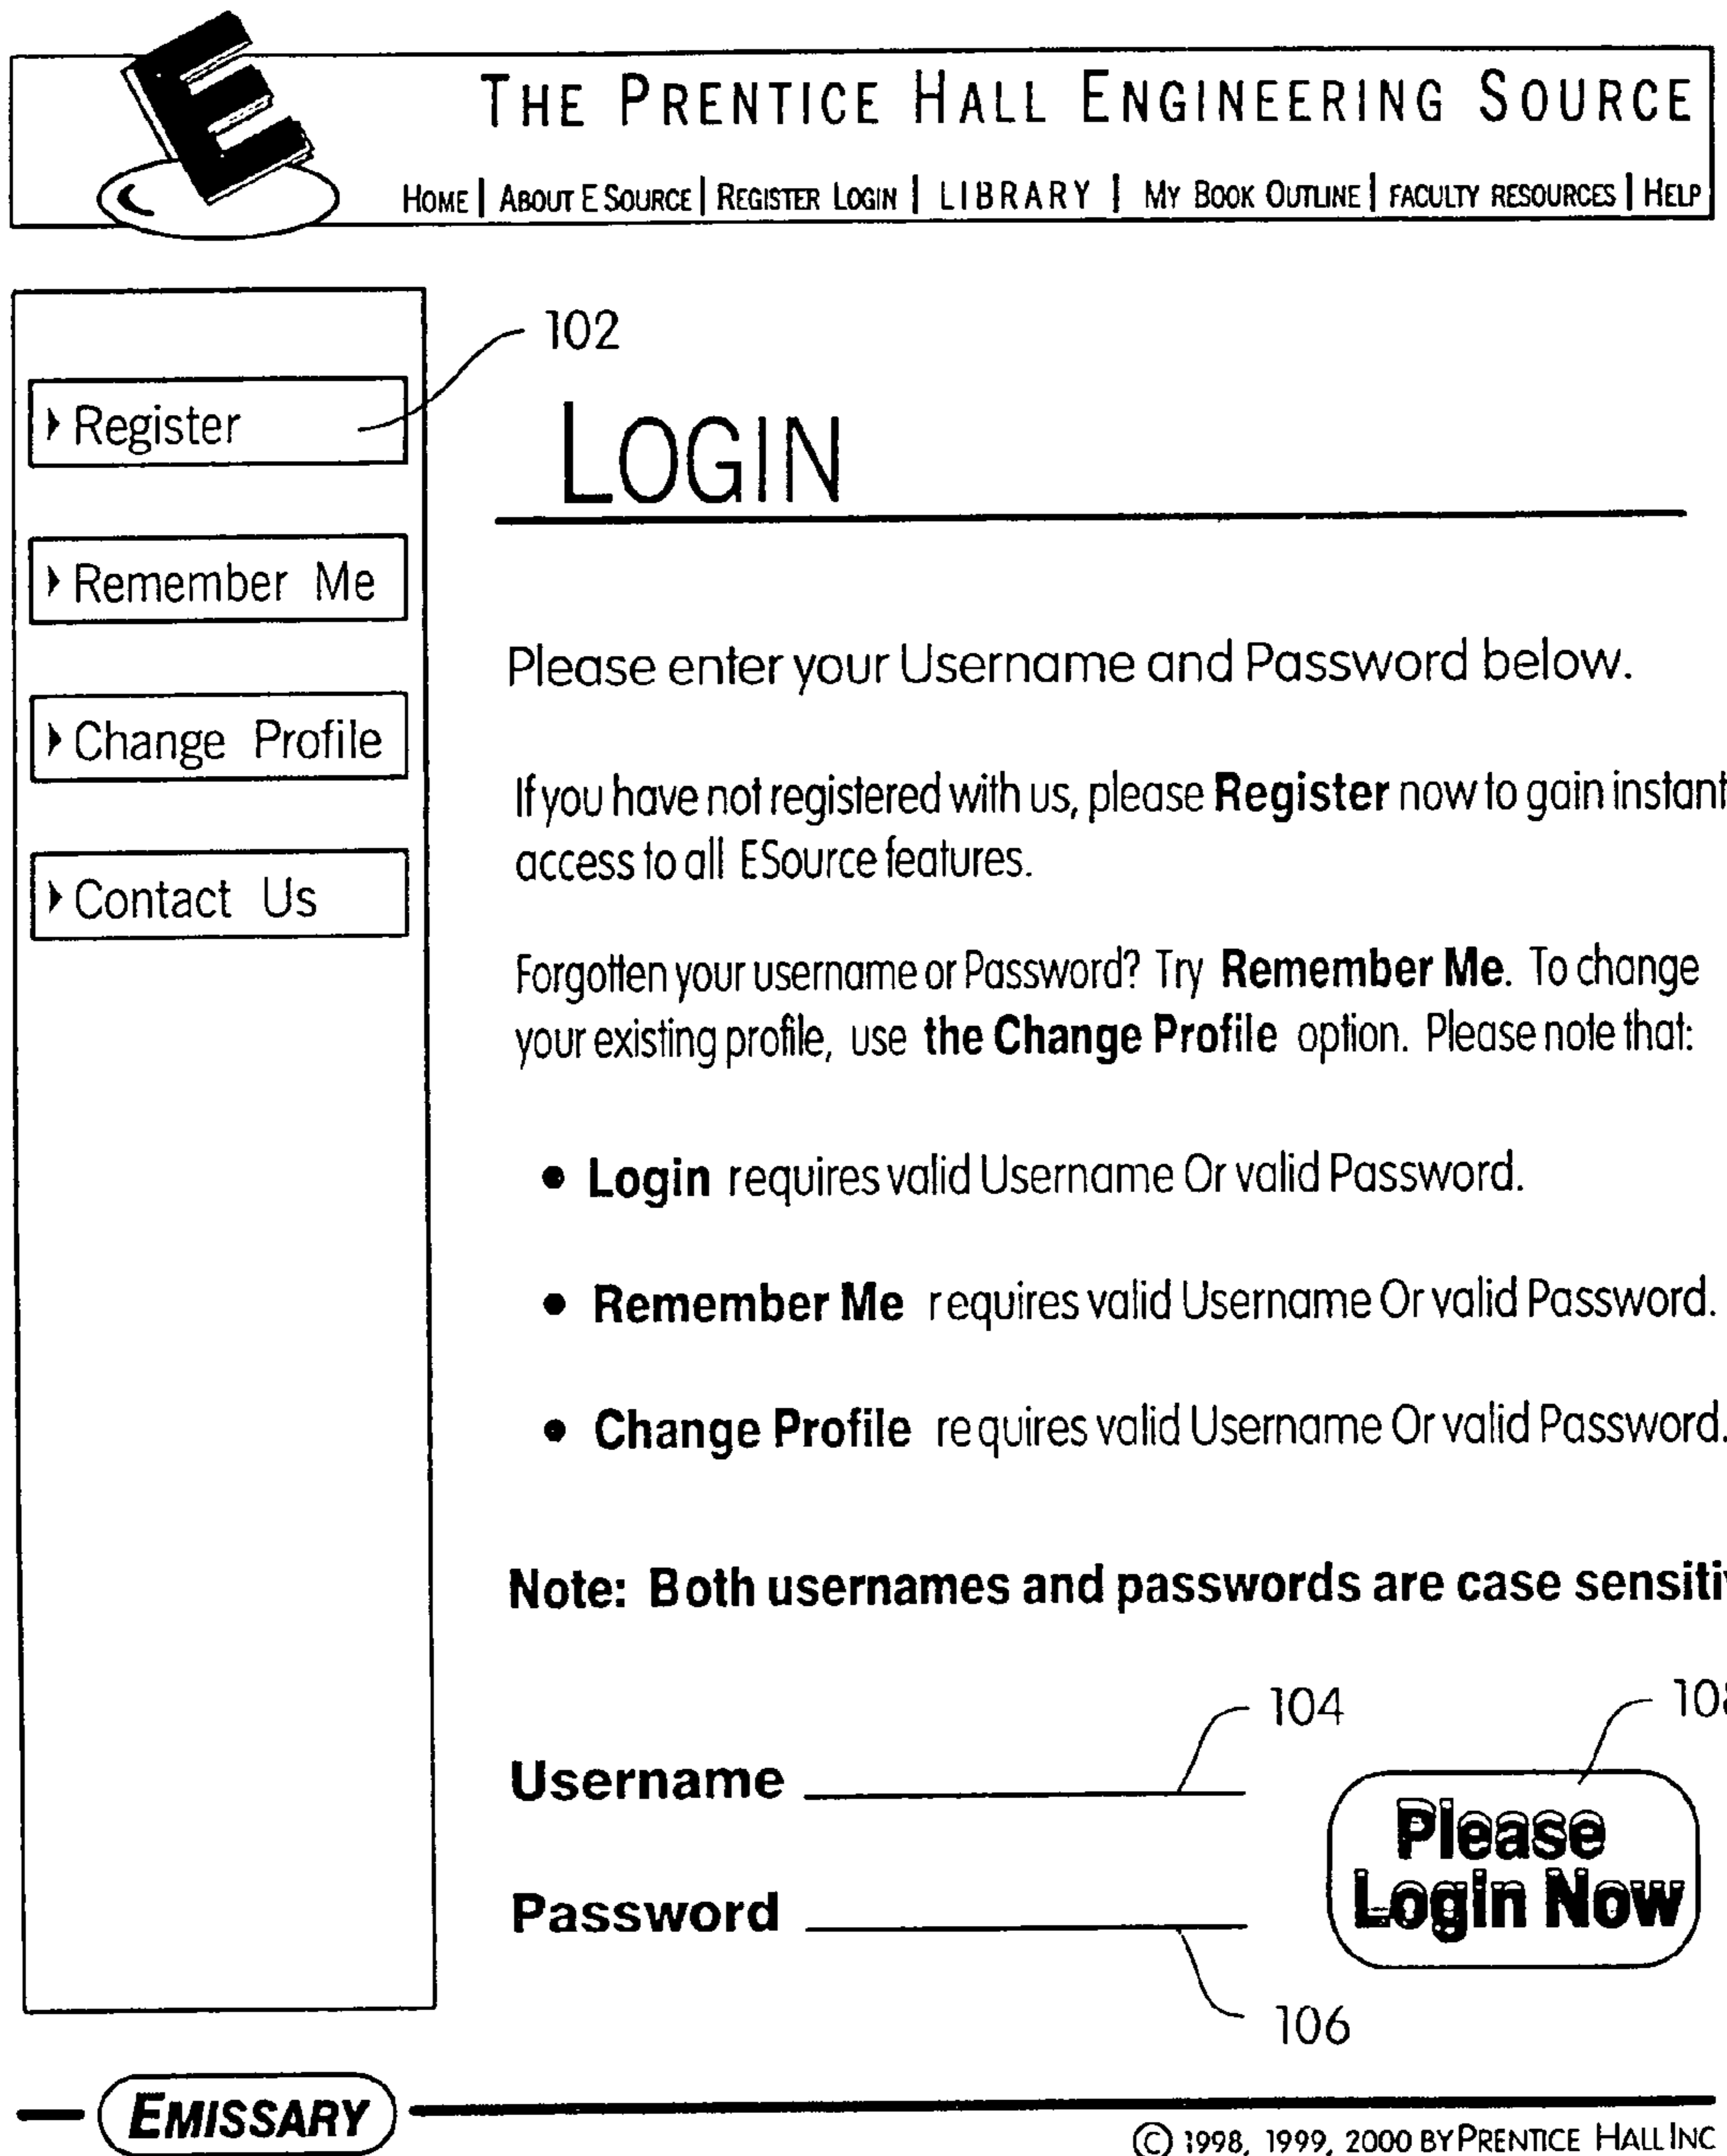 THE PRENTICE HALL ENGINEERING SOURCE
HOME | ABOUT E SOURCE | REGISTER LOGIN | LIBRARY | MY BOOK OUTLINE | FACULTY RESOURCES | HELP
102
Register
Remember Me
Change Profile
Contact Us
LOGIN
Please enter your Username and Password below.
If you have not registered with us, please Register now to gain instant
access to all ESource features.
Forgotten your username or Password? Try Remember Me. To change
your existing profile, use the Change Profile option. Please note that:
• Login requires valid Username Or valid Password.
• Remember Me requires valid Username Or valid Password.
• Change Profile requires valid Username Or valid Password.
Note: Both usernames and passwords are case
104
Username
Please
Login Now
Password
106
EMISSARY
© 1998, 1999, 2000 BY PRENTICE HALL INC